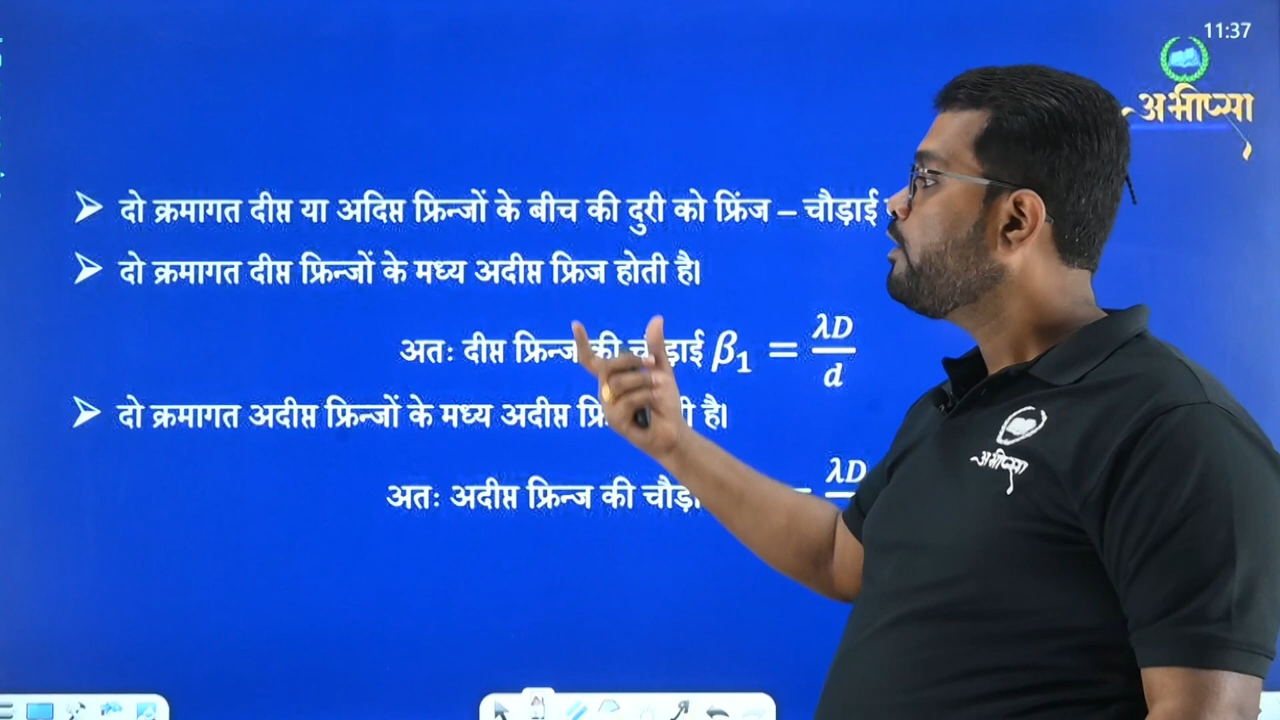 11:37
अभीप्सा
दो क्रमागत दीप्त या अदिप्त फ्रिन्जों के बीच की दुरी को फ्रिंज – चौड़ाई
दो क्रमागत दीप्त फ्रिन्जों के मध्य अदीप्त फ्रिज होती है।
अतः दीप्त फ्रिन्ज की चौड़ाई β₁ = λD/d
दो क्रमागत अदीप्त फ्रिन्जों के मध्य अदीप्त है।
अतः अदीप्त फ्रिन्ज की = λD
अभीप्सा